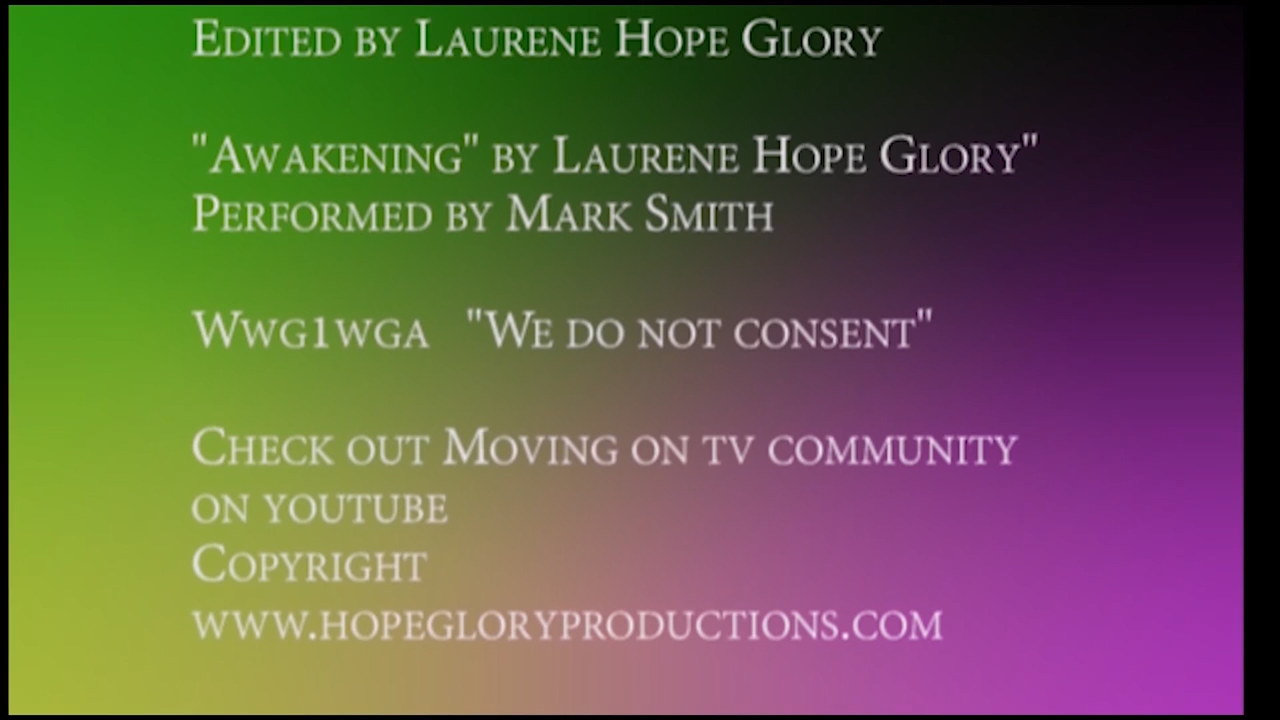 Edited by Laurene Hope Glory
"Awakening" by Laurene Hope Glory"
Performed by Mark Smith
Wwg1wga "We do not consent"
Check out Moving on tv community
on youtube
Copyright
www.hopegloryproductions.com